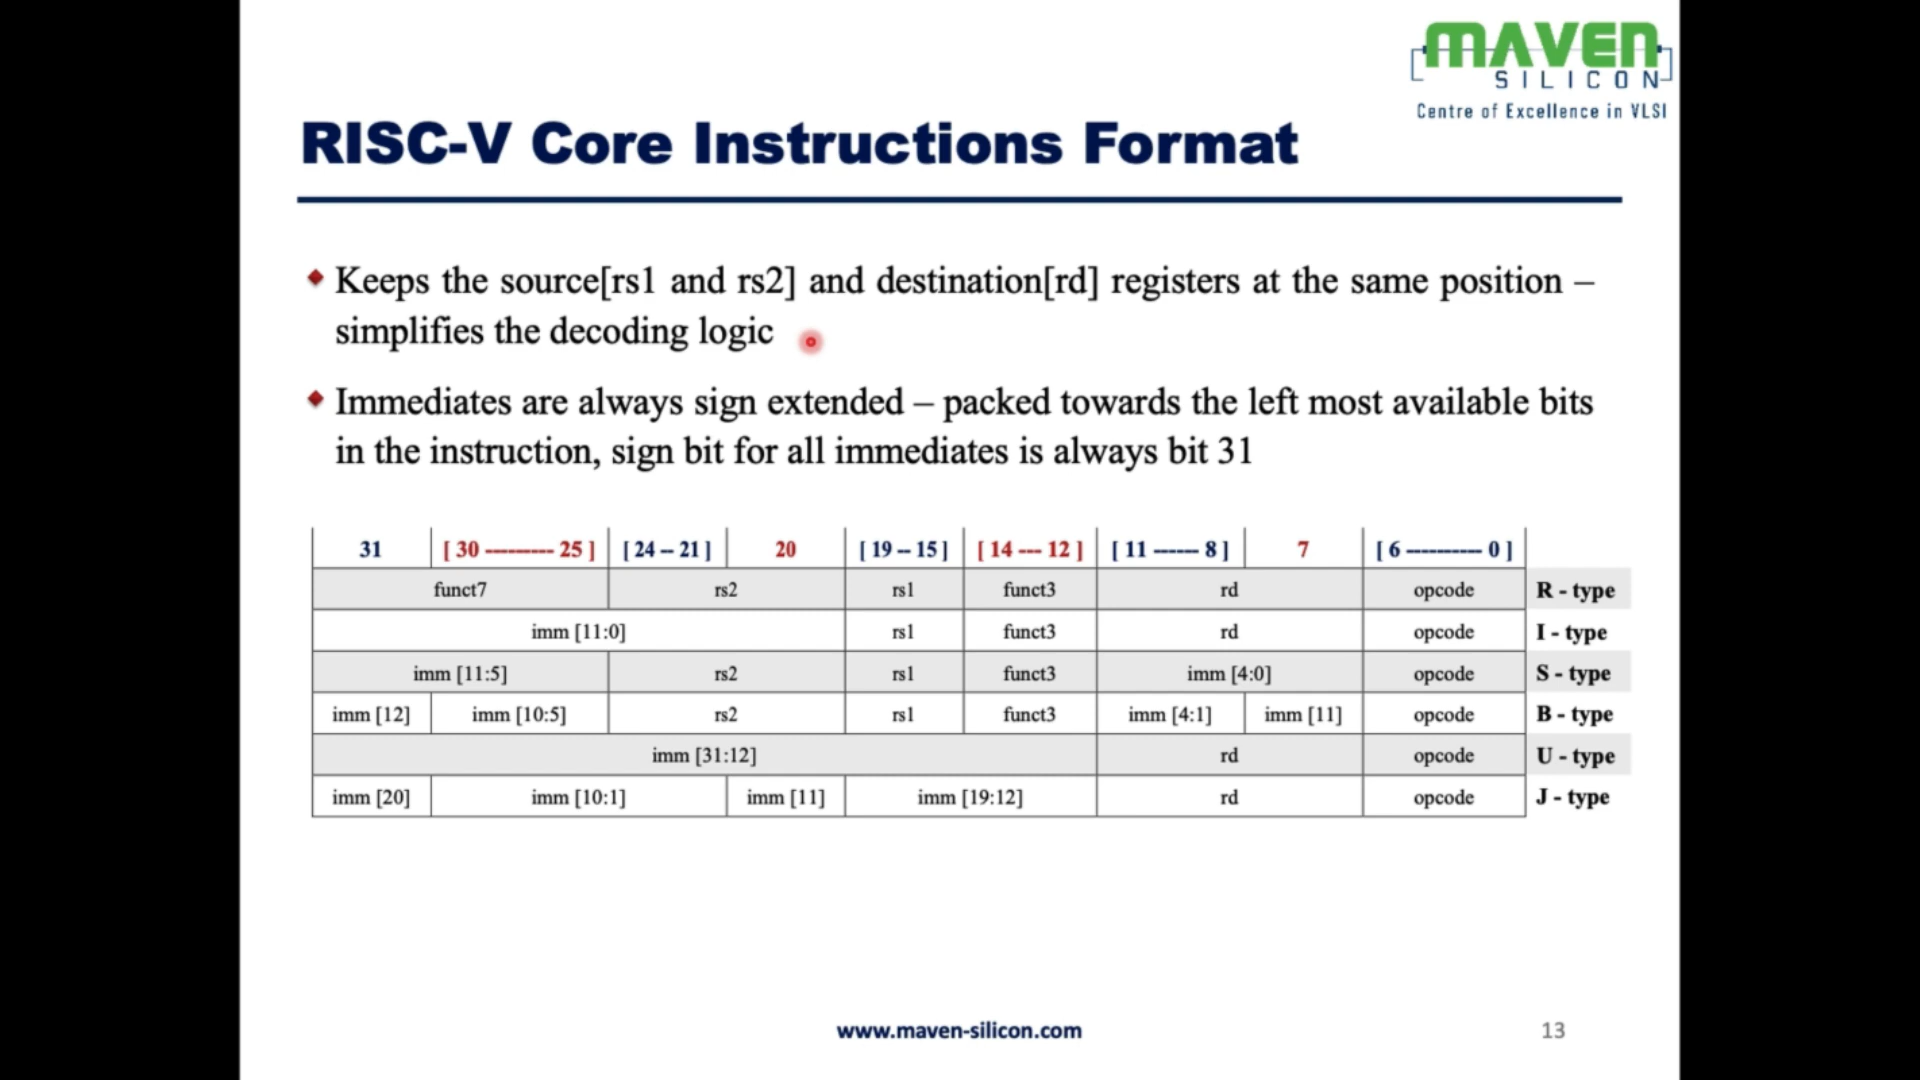 MAVEN
SILICON
Centre of Excellence in VLSI
RISC-V Core Instructions Format
Keeps the source[rs1 and rs2] and destination[rd] registers at the same position –
simplifies the decoding logic
Immediates are always sign extended – packed towards the left most available bits
in the instruction, sign bit for all immediates is always bit 31
31 [ 30 ---------- 25 ] [ 24 -- 21 ] 20 [ 19 -- 15 ] [ 14 --- 12 ] [ 11 ------ 8 ] 7 [ 6 ----------- 0 ]
funct7 rs2 rs1 funct3 rd opcode R - type
imm [11:0] rs1 funct3 rd opcode I - type
imm [11:5] rs2 rs1 funct3 imm [4:0] opcode S - type
imm [12] imm [10:5] rs2 rs1 funct3 imm [4:1] imm [11] opcode B - type
imm [31:12] rd opcode U - type
imm [20] imm [10:1] imm [11] imm [19:12] rd opcode J - type
www.maven-silicon.com 13